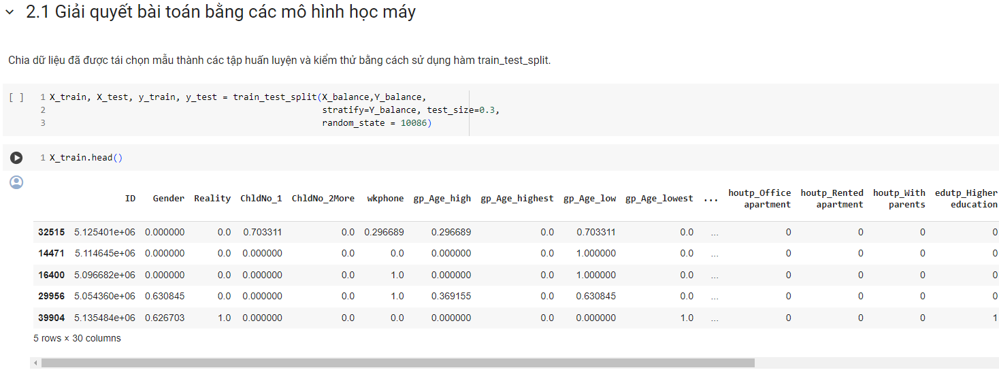 2.1 Giải quyết bài toán bằng các mô hình học máy
Chia dữ liệu đã được tái chọn mẫu thành các tập huấn luyện và kiểm thử bằng cách sử dụng hàm train_test_split.
[ ] 1 X_train, X_test, y_train, y_test = train_test_split(X_balance,Y_balance,
2 stratify=Y_balance, test_size=0.3,
3 random_state = 10086)
1 X_train.head()
ID Gender Reality ChldNo_1 ChldNo_2More wkphone gp_Age_high gp_Age_highest gp_Age_low gp_Age_lowest ... houtp_Office apartment houtp_Rented apartment houtp_With parents edutp_Higher education
32515 5.125401e+06 0.000000 0.0 0.703311 0.0 0.296689 0.296689 0.0 0.703311 0.0 ... 0 0 0 0
14471 5.114645e+06 0.000000 0.0 0.000000 0.0 0.0 0.000000 0.0 1.000000 0.0 ... 0 0 0 0
16400 5.096682e+06 0.000000 0.0 0.000000 0.0 1.0 0.000000 0.0 1.000000 0.0 ... 0 0 0 0
29956 5.054360e+06 0.630845 0.0 0.000000 0.0 1.0 0.369155 0.0 0.630845 0.0 ... 0 0 0 0
39904 5.135484e+06 0.626703 1.0 0.000000 0.0 0.0 0.000000 0.0 0.000000 1.0 ... 0 0 0 1
5 rows × 30 columns